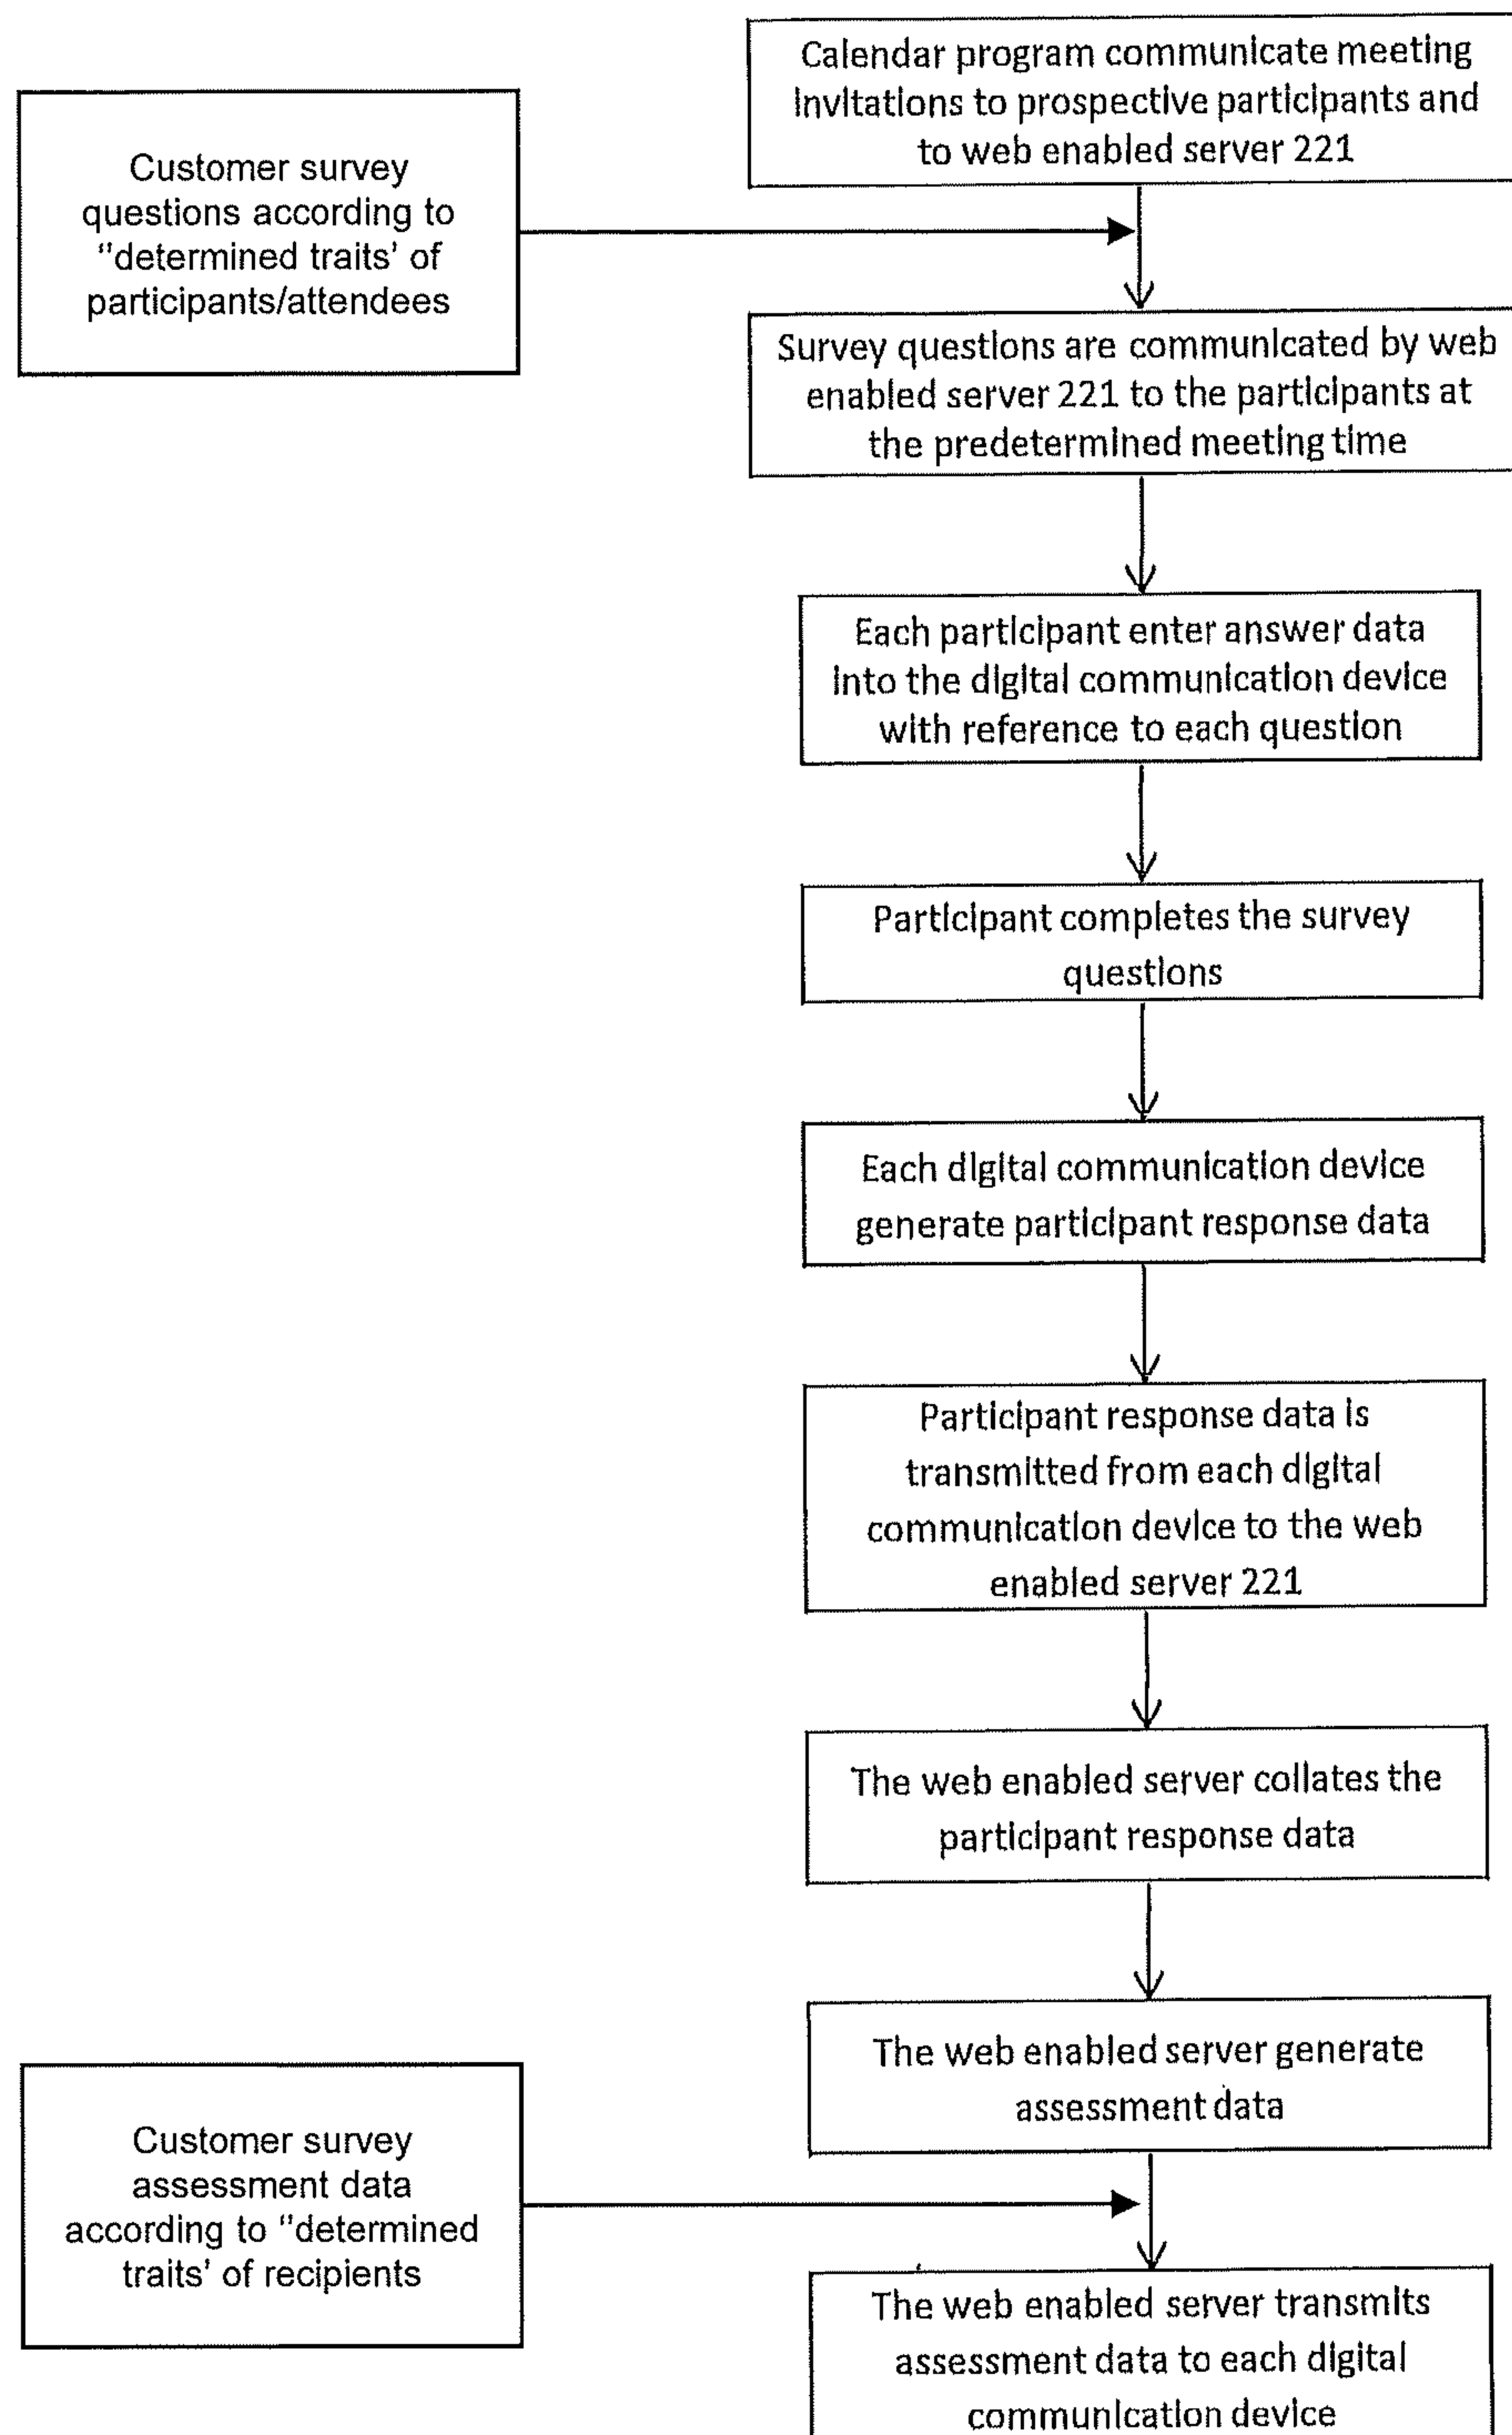 Calendar program communicate meeting
invitations to prospective participants and
to web enabled server 221
Customer survey
questions according to
"determined traits' of
participants/attendees
Survey questions are communicated by web
enabled server 221 to the participants at
the predetermined meeting time
Each participant enter answer data
into the digital communication device
with reference to each question
Participant completes the survey
questions
Each digital communication device
generate participant response data
Participant response data is
transmitted from each digital
communication device to the web
enabled server 221
The web enabled server collates the
participant response data
The web enabled server generate
assessment data
Customer survey
assessment data
according to "determined
traits' of recipients
The web enabled server transmits
assessment data to each digital
communication device